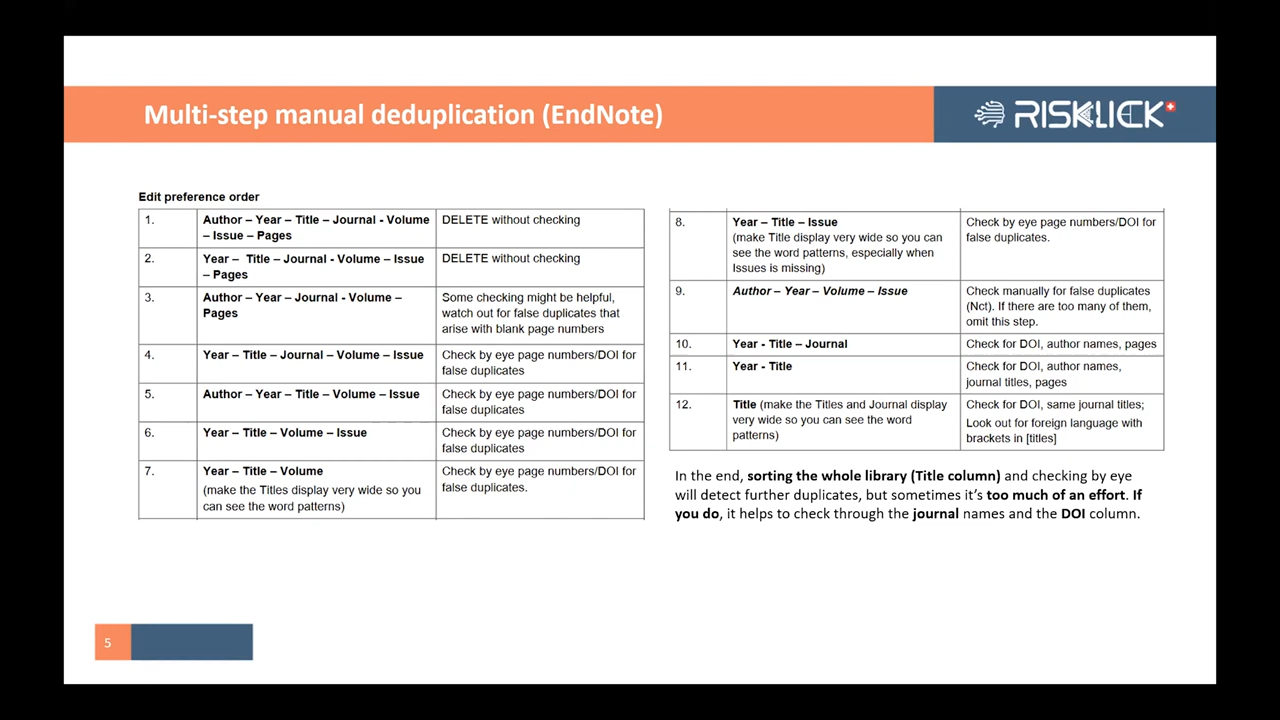 Multi-step manual deduplication (EndNote)
RISKLICK
Edit preference order
1.
Author – Year – Title – Journal - Volume
– Issue – Pages
DELETE without checking
2.
Year – Title – Journal - Volume – Issue
– Pages
DELETE without checking
3.
Author – Year – Journal - Volume –
Pages
Some checking might be helpful,
watch out for false duplicates that
arise with blank page numbers
4.
Year – Title – Journal – Volume – Issue
Check by eye page numbers/DOI for
false duplicates
5.
Author – Year – Title – Volume – Issue
Check by eye page numbers/DOI for
false duplicates
6.
Year – Title – Volume – Issue
Check by eye page numbers/DOI for
false duplicates
7.
Year – Title – Volume
(make the Titles display very wide so you
can see the word patterns)
Check by eye page numbers/DOI for
false duplicates.
8.
Year – Title – Issue
(make Title display very wide so you can
see the word patterns, especially when
Issues is missing)
Check by eye page numbers/DOI for
false duplicates.
9.
Author – Year – Volume – Issue
Check manually for false duplicates
(Nct). If there are too many of them,
omit this step.
10.
Year - Title – Journal
Check for DOI, author names, pages
11.
Year - Title
Check for DOI, author names,
journal titles, pages
12.
Title (make the Titles and Journal display
very wide so you can see the word
patterns)
Check for DOI, same journal titles;
Look out for foreign language with
brackets in [titles]
In the end, sorting the whole library (Title column) and checking by eye
will detect further duplicates, but sometimes it's too much of an effort. If
you do, it helps to check through the journal names and the DOI column.
5